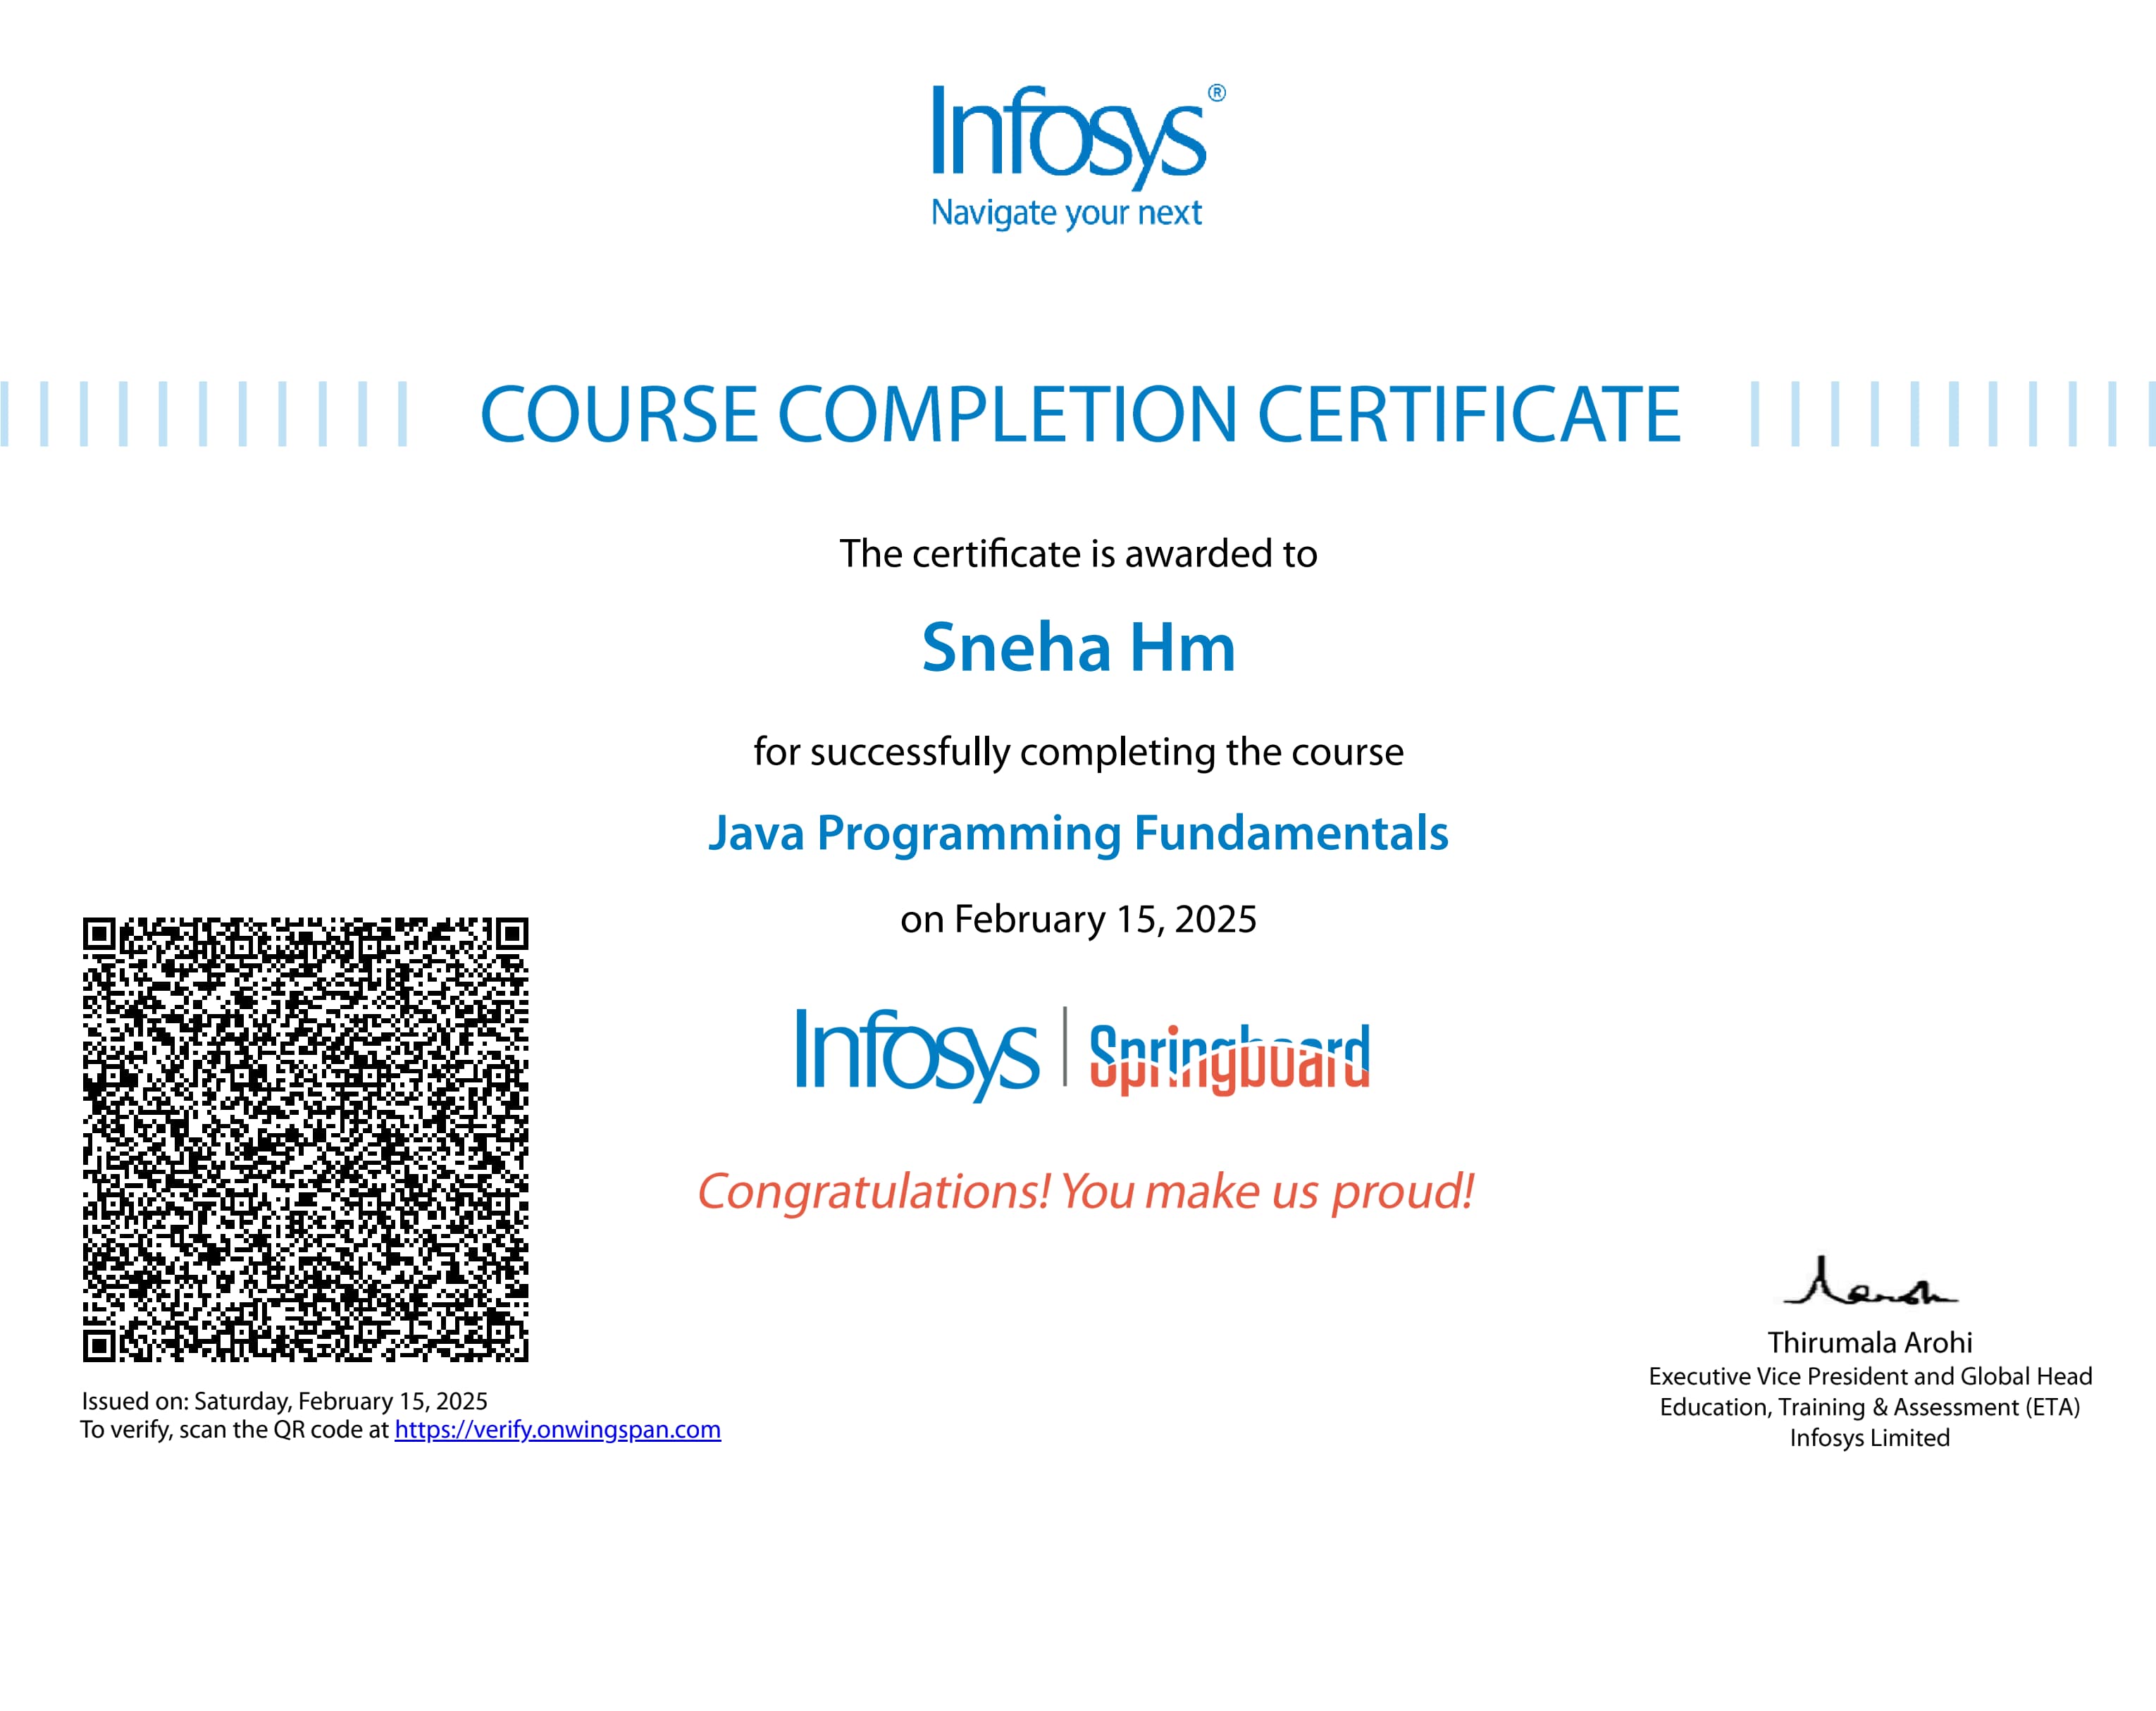 Infosys®
Navigate your next
COURSE COMPLETION CERTIFICATE
The certificate is awarded to
Sneha Hm
for successfully completing the course
Java Programming Fundamentals
on February 15, 2025
Infosys | Springboard
Congratulations! You make us proud!
Issued on: Saturday, February 15, 2025
To verify, scan the QR code at https://verify.onwingspan.com
Thirumala Arohi
Executive Vice President and Global Head
Education, Training & Assessment (ETA)
Infosys Limited